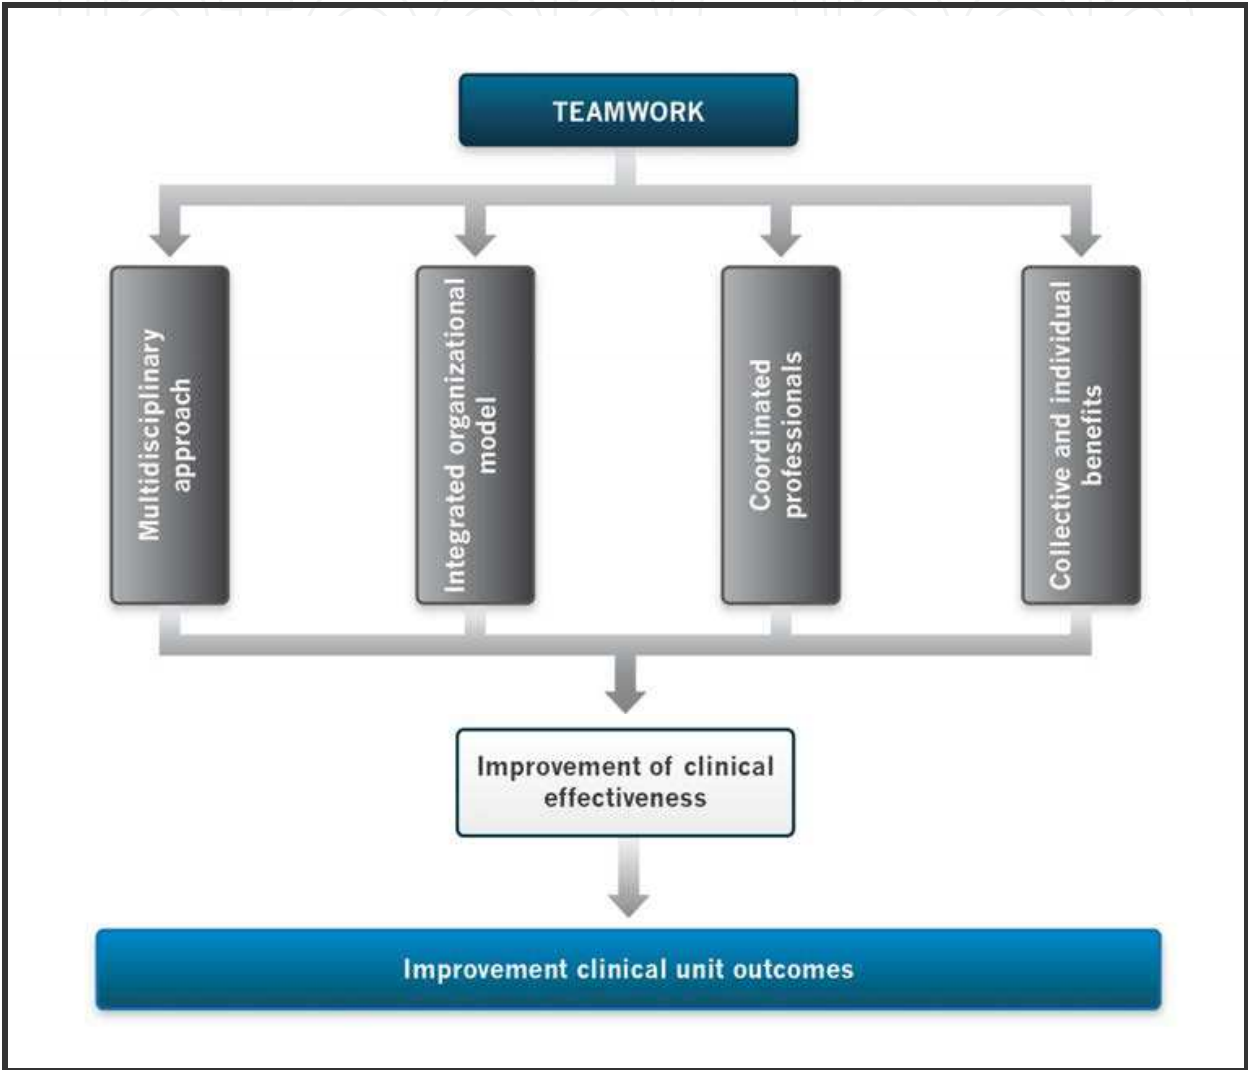 TEAMWORK
Multidisciplinary
approach
Integrated organizational
model
Coordinated
professionals
Collective and individual
benefits
Improvement of clinical
effectiveness
Improvement clinical unit outcomes